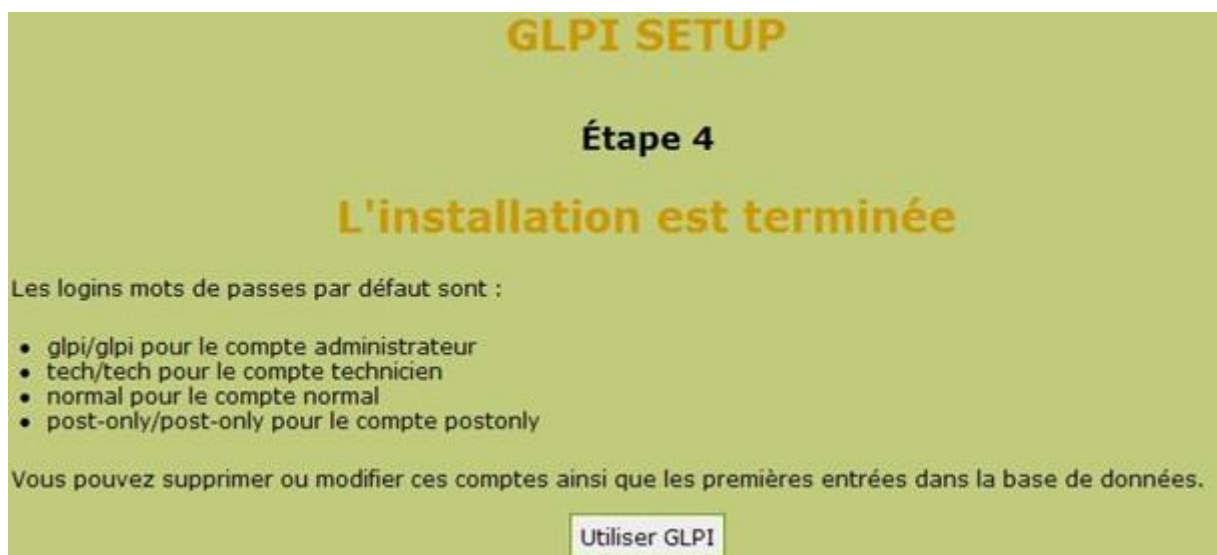 GLPI SETUP
Étape 4
L'installation est terminée
Les logins mots de passes par défaut sont :
• glpi/glpi pour le compte administrateur
• tech/tech pour le compte technicien
• normal pour le compte normal
• post-only/post-only pour le compte postonly
Vous pouvez supprimer ou modifier ces comptes ainsi que les premières entrées dans la base de données.
Utiliser GLPI